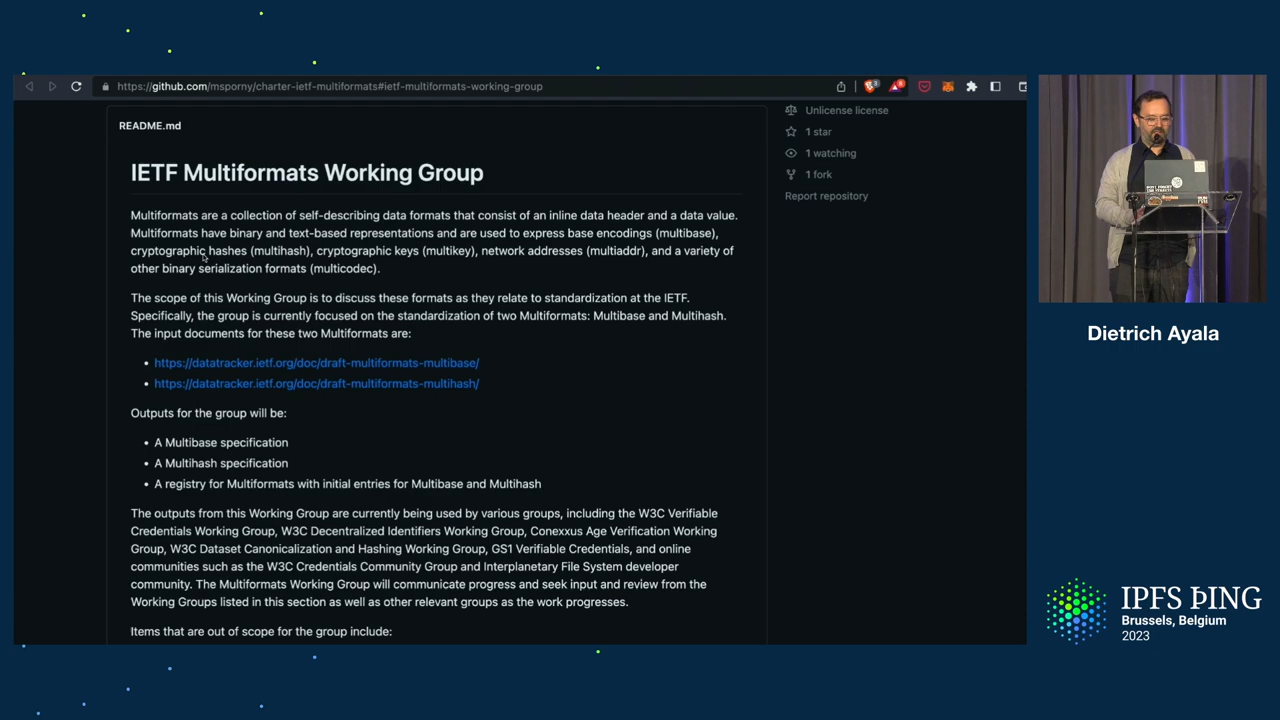 https://github.com/msporny/charter-ietf-multiformats#ietf-multiformats-working-group
README.md
IETF Multiformats Working Group
Multiformats are a collection of self-describing data formats that consist of an inline data header and a data value.
Multiformats have binary and text-based representations and are used to express base encodings (multibase),
cryptographic hashes (multihash), cryptographic keys (multikey), network addresses (multiaddr), and a variety of
other binary serialization formats (multicodec).
The scope of this Working Group is to discuss these formats as they relate to standardization at the IETF.
Specifically, the group is currently focused on the standardization of two Multiformats: Multibase and Multihash.
The input documents for these two Multiformats are:
• https://datatracker.ietf.org/doc/draft-multiformats-multibase/
• https://datatracker.ietf.org/doc/draft-multiformats-multihash/
Outputs for the group will be:
• A Multibase specification
• A Multihash specification
• A registry for Multiformats with initial entries for Multibase and Multihash
The outputs from this Working Group are currently being used by various groups, including the W3C Verifiable
Credentials Working Group, W3C Decentralized Identifiers Working Group, Conexxus Age Verification Working
Group, W3C Dataset Canonicalization and Hashing Working Group, GS1 Verifiable Credentials, and online
communities such as the W3C Credentials Community Group and Interplanetary File System developer
community. The Multiformats Working Group will communicate progress and seek input and review from the
Working Groups listed in this section as well as other relevant groups as the work progresses.
Items that are out of scope for the group include:
Unlicense license
1 star
1 watching
1 fork
Report repository
Dietrich Ayala
IPFS ÞING
Brussels, Belgium
2023